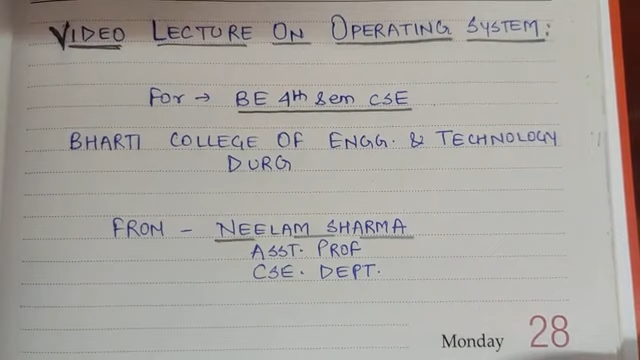 VIDEO LECTURE ON OPERATING SYSTEM:
For → BE 4th Sem CSE
BHARTI COLLEGE OF ENGG. & TECHNOLOGY
DURG
FROM - NEELAM SHARMA
ASST. PROF
CSE. DEPT.
Monday 28